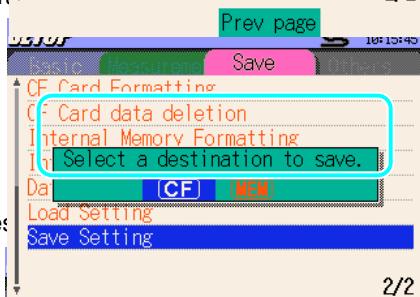 Prev page
SETUP 10:15:45
Basic Measurement Save Others
CF Card Formatting
CF Card data deletion
Internal Memory Formatting
Select a destination to save.
CF MEM
Load Setting
Save Setting
2/2